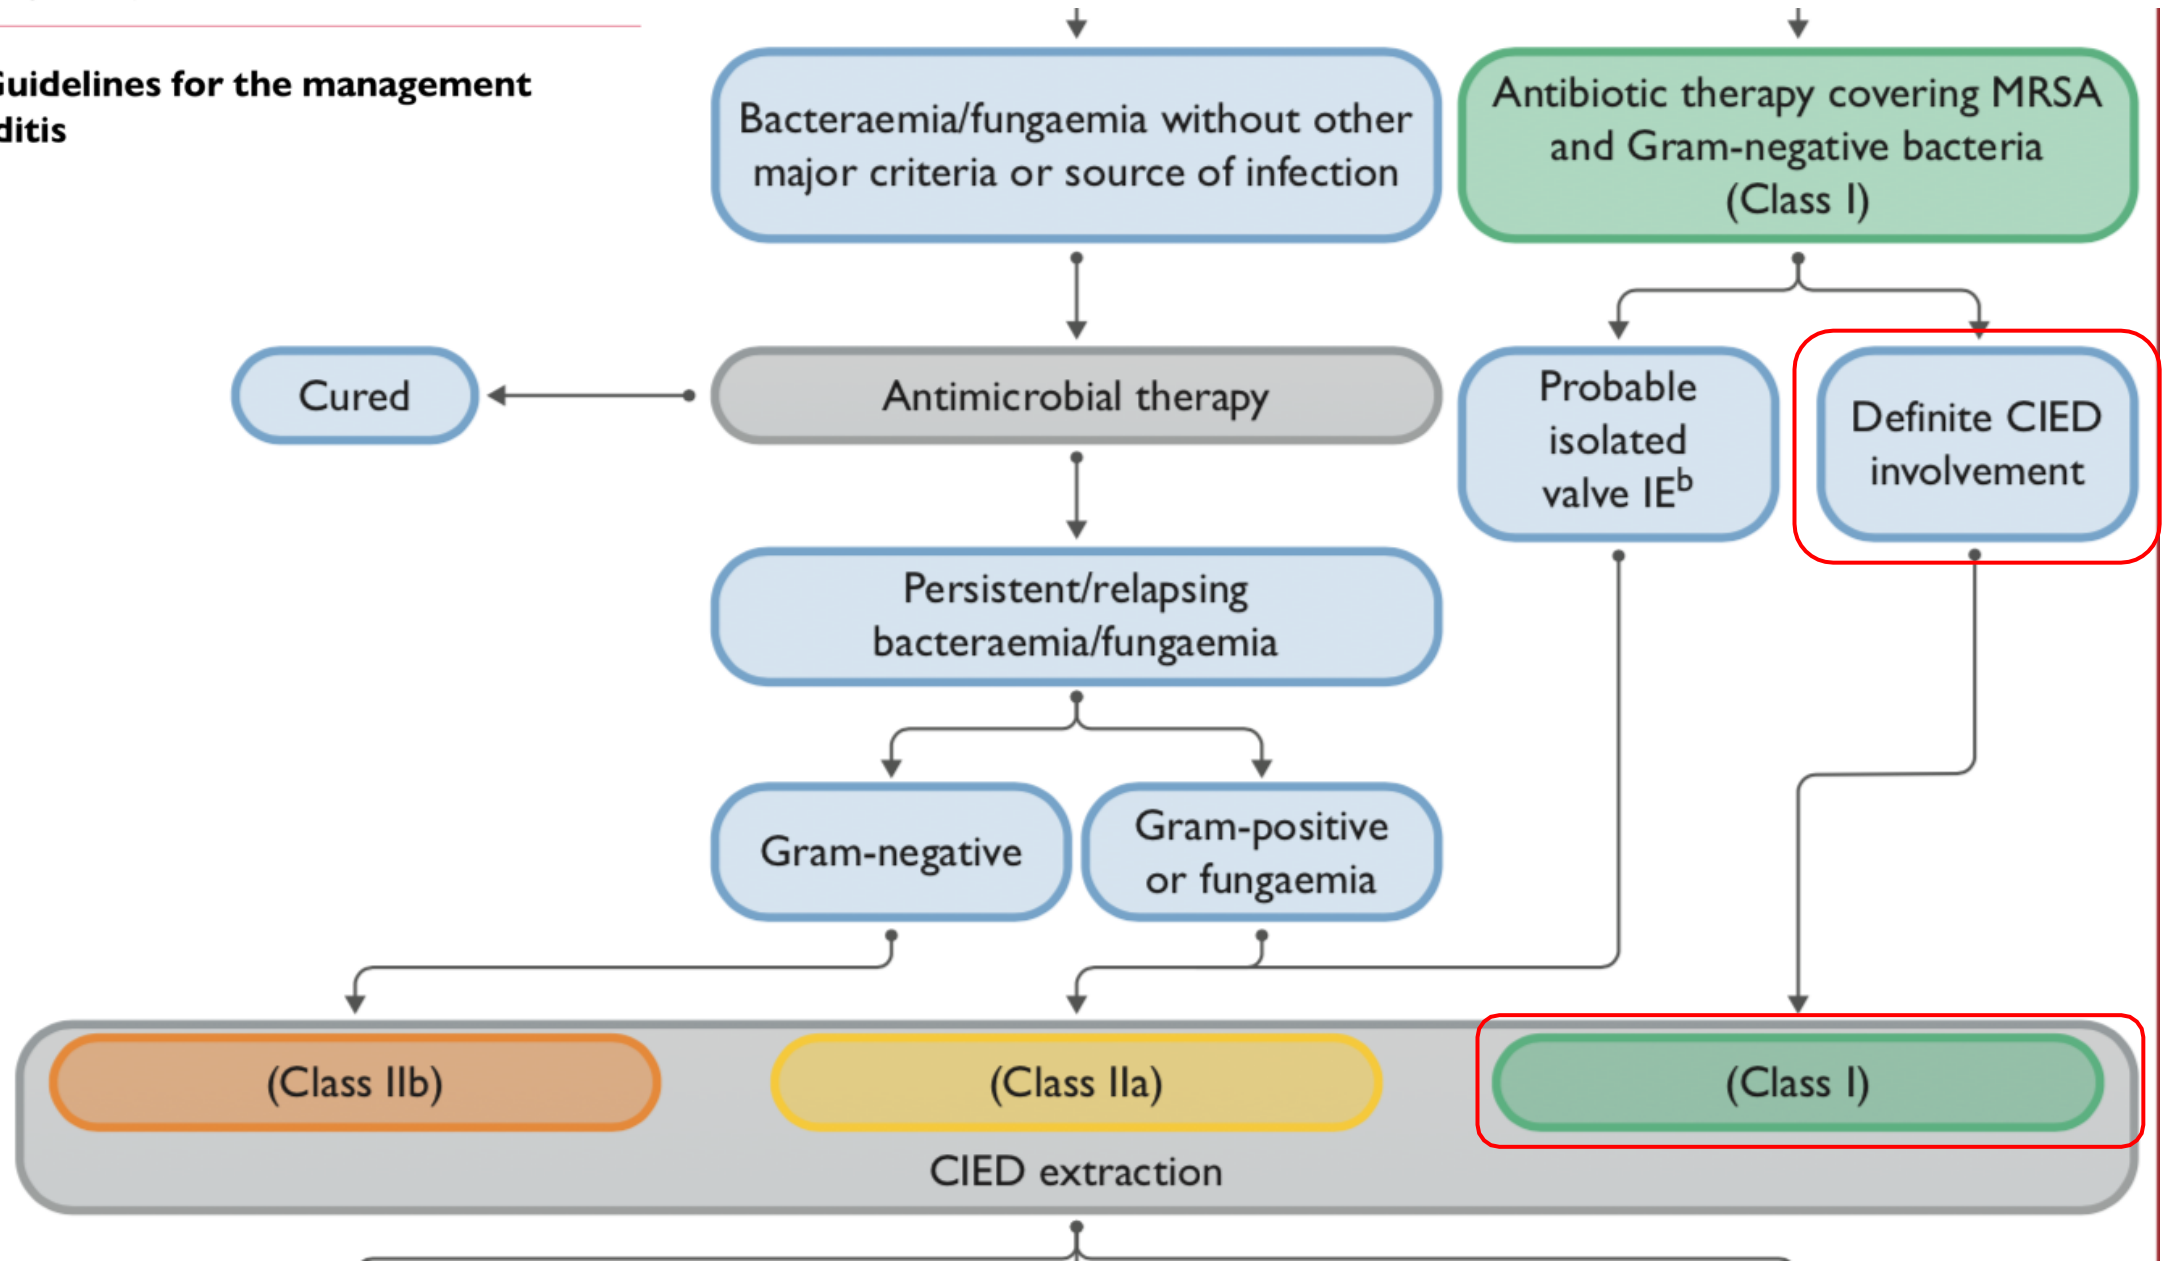 Guidelines for the management
ditis
Bacteraemia/fungaemia without other
major criteria or source of infection
Antibiotic therapy covering MRSA
and Gram-negative bacteria
(Class I)
Cured
Antimicrobial therapy
Probable
isolated
valve IEb
Definite CIED
involvement
Persistent/relapsing
bacteraemia/fungaemia
Gram-negative
Gram-positive
or fungaemia
(Class IIb)
(Class IIa)
(Class I)
CIED extraction